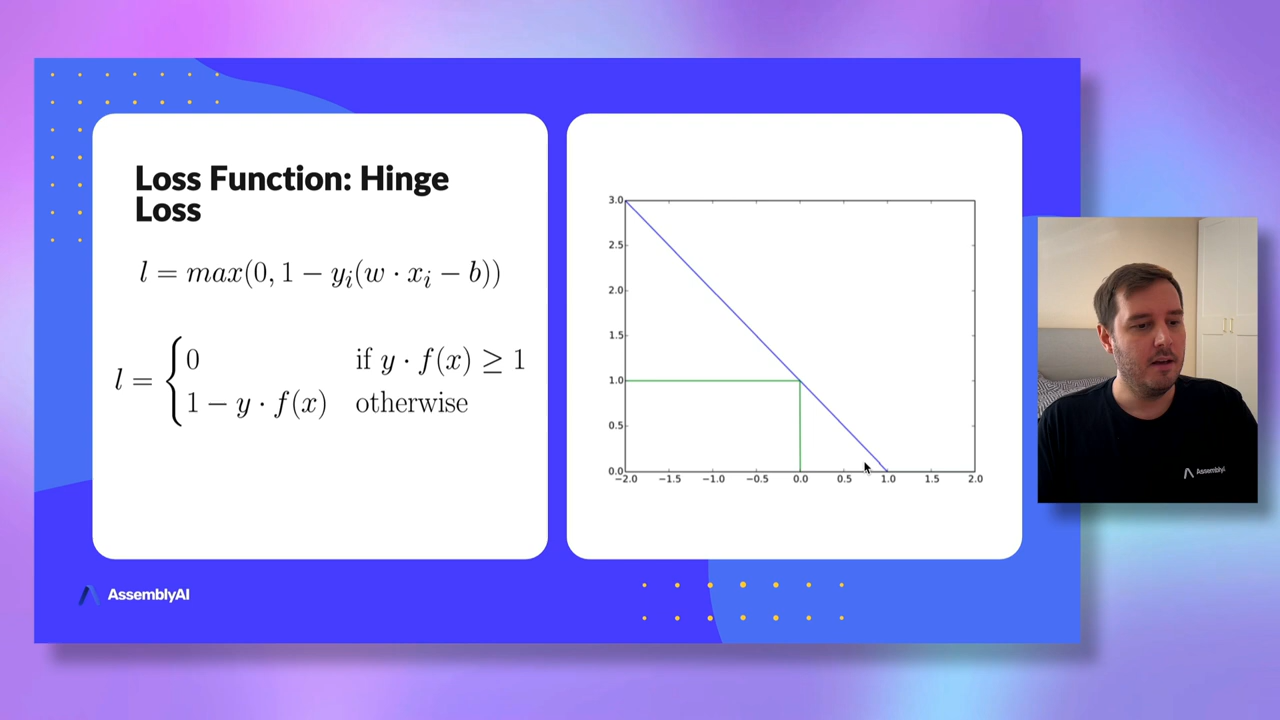 Loss Function: Hinge
Loss
l = max(0, 1 − y_i(w · x_i − b))
l = { 0 if y · f(x) ≥ 1
1 − y · f(x) otherwise
AssemblyAI
3.0
2.5
2.0
1.5
1.0
0.5
0.0
−2.0 −1.5 −1.0 −0.5 0.0 0.5 1.0 1.5 2.0
AssemblyAI